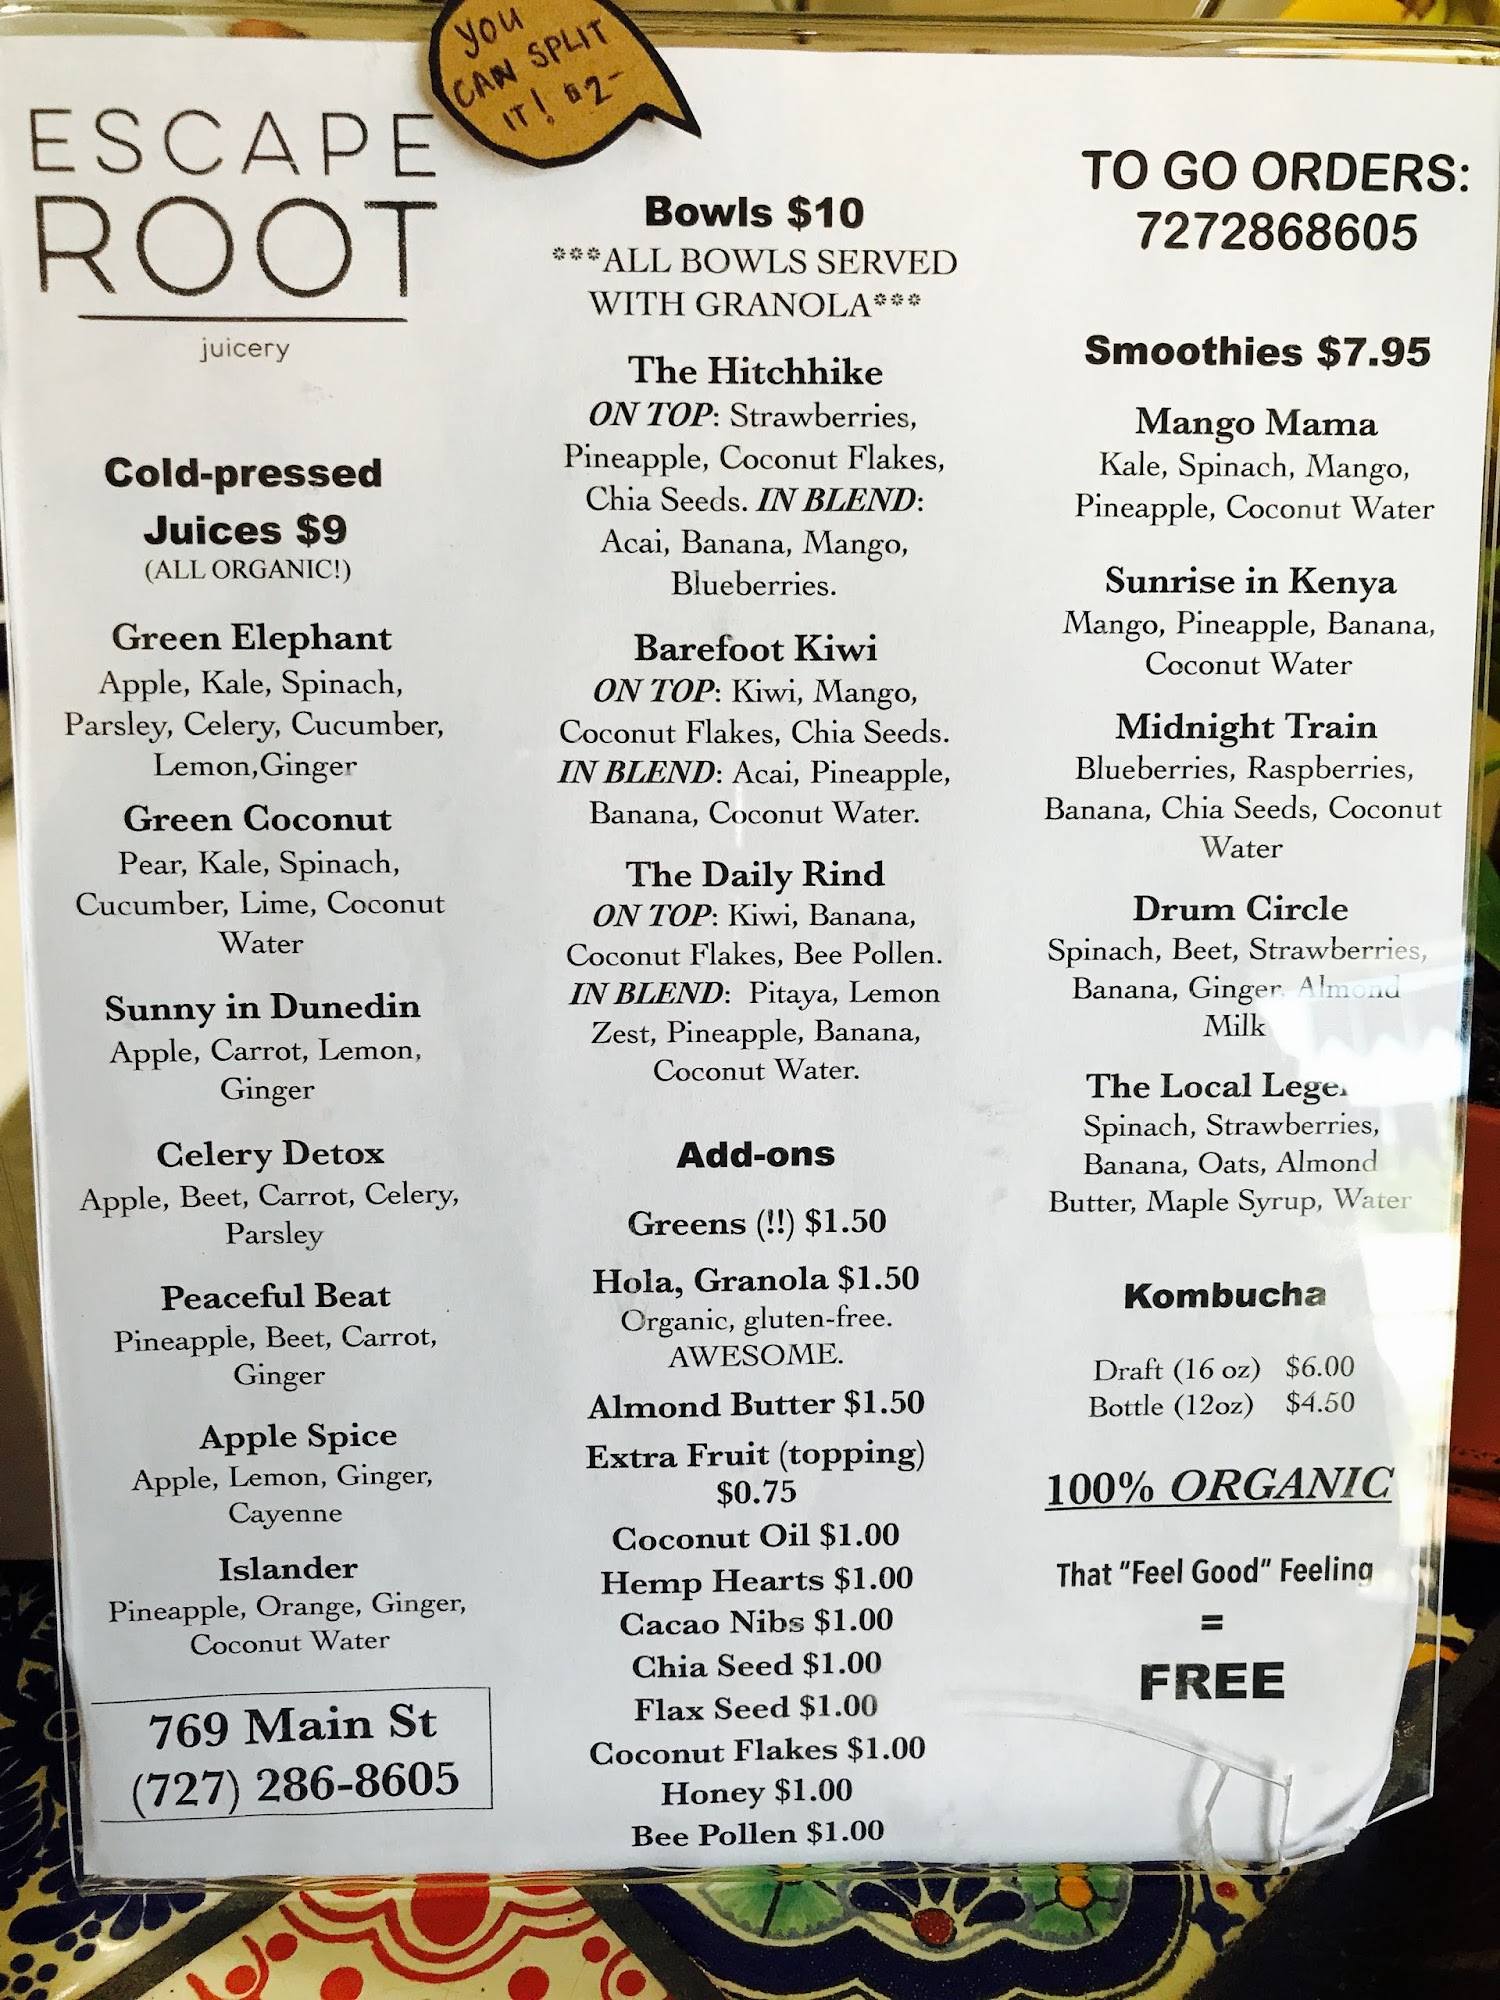 YOU
CAN SPLIT
IT! $2-
ESCAPE
ROOT
juicery
Cold-pressed
Juices $9
(ALL ORGANIC!)
Green Elephant
Apple, Kale, Spinach,
Parsley, Celery, Cucumber,
Lemon,Ginger
Green Coconut
Pear, Kale, Spinach,
Cucumber, Lime, Coconut
Water
Sunny in Dunedin
Apple, Carrot, Lemon,
Ginger
Celery Detox
Apple, Beet, Carrot, Celery,
Parsley
Peaceful Beat
Pineapple, Beet, Carrot,
Ginger
Apple Spice
Apple, Lemon, Ginger,
Cayenne
Islander
Pineapple, Orange, Ginger,
Coconut Water
769 Main St
(727) 286-8605
Bowls $10
***ALL BOWLS SERVED
WITH GRANOLA***
The Hitchhike
ON TOP: Strawberries,
Pineapple, Coconut Flakes,
Chia Seeds. IN BLEND:
Acai, Banana, Mango,
Blueberries.
Barefoot Kiwi
ON TOP: Kiwi, Mango,
Coconut Flakes, Chia Seeds.
IN BLEND: Acai, Pineapple,
Banana, Coconut Water.
The Daily Rind
ON TOP: Kiwi, Banana,
Coconut Flakes, Bee Pollen.
IN BLEND: Pitaya, Lemon
Zest, Pineapple, Banana,
Coconut Water.
Add-ons
Greens (!!) $1.50
Hola, Granola $1.50
Organic, gluten-free.
AWESOME.
Almond Butter $1.50
Extra Fruit (topping)
$0.75
Coconut Oil $1.00
Hemp Hearts $1.00
Cacao Nibs $1.00
Chia Seed $1.00
Flax Seed $1.00
Coconut Flakes $1.00
Honey $1.00
Bee Pollen $1.00
TO GO ORDERS:
7272868605
Smoothies $7.95
Mango Mama
Kale, Spinach, Mango,
Pineapple, Coconut Water
Sunrise in Kenya
Mango, Pineapple, Banana,
Coconut Water
Midnight Train
Blueberries, Raspberries,
Banana, Chia Seeds, Coconut
Water
Drum Circle
Spinach, Beet, Strawberries,
Banana, Ginger, Almond
Milk
The Local
Spinach, Strawberries,
Banana, Oats, Almond
Butter, Maple Syrup, Water
Kombucha
Draft (16 oz) $6.00
Bottle (12oz) $4.50
100% ORGANIC
That "Feel Good" Feeling
=
FREE